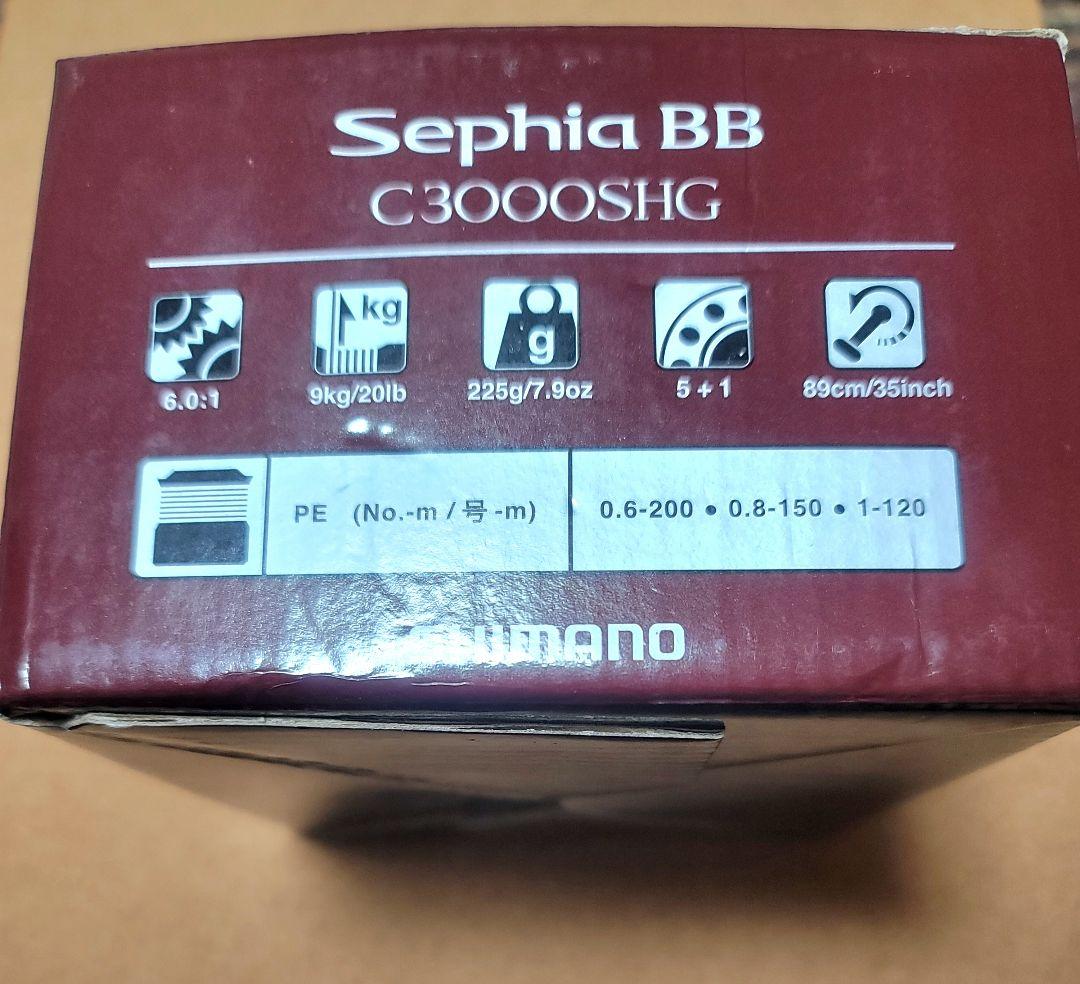 Sephia BB
C3000SHG
kg
g
6.0:1 9kg/20lb 225g/7.9oz 5+1 89cm/35inch
PE (No.-m / 号 -m) 0.6-200 • 0.8-150 • 1-120
SHIMANO